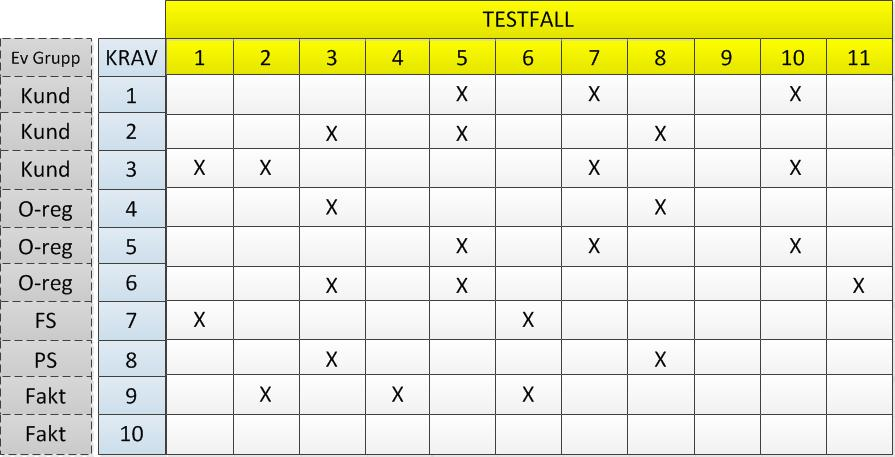 TESTFALL
Ev Grupp KRAV 1 2 3 4 5 6 7 8 9 10 11
Kund 1 X X X
Kund 2 X X X
Kund 3 X X X X
O-reg 4 X X
O-reg 5 X X X
O-reg 6 X X X
FS 7 X X
PS 8 X X
Fakt 9 X X X
Fakt 10